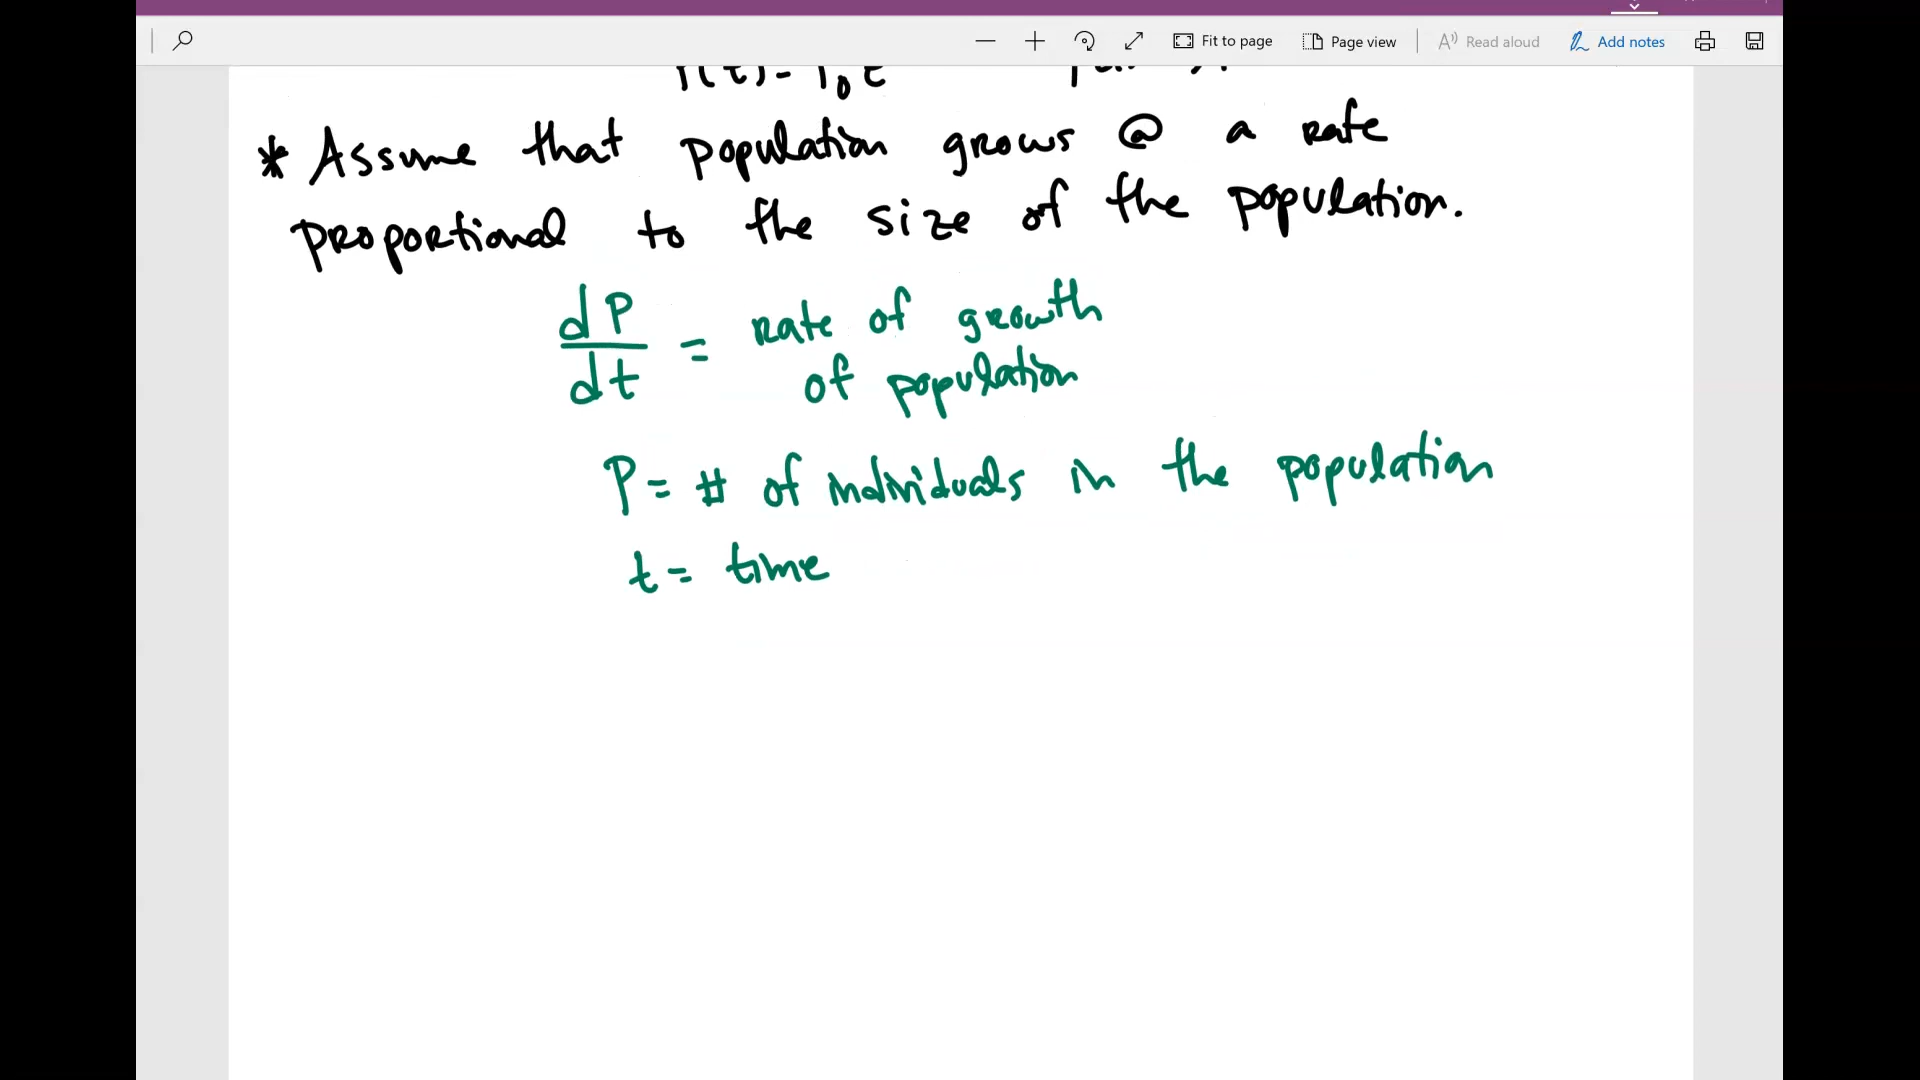 Fit to page
Page view
Read aloud
Add notes
* Assume that population grows @ a rate
proportional to the size of the population.
dP/dt = rate of growth
of population
P = # of individuals in the population
t = time